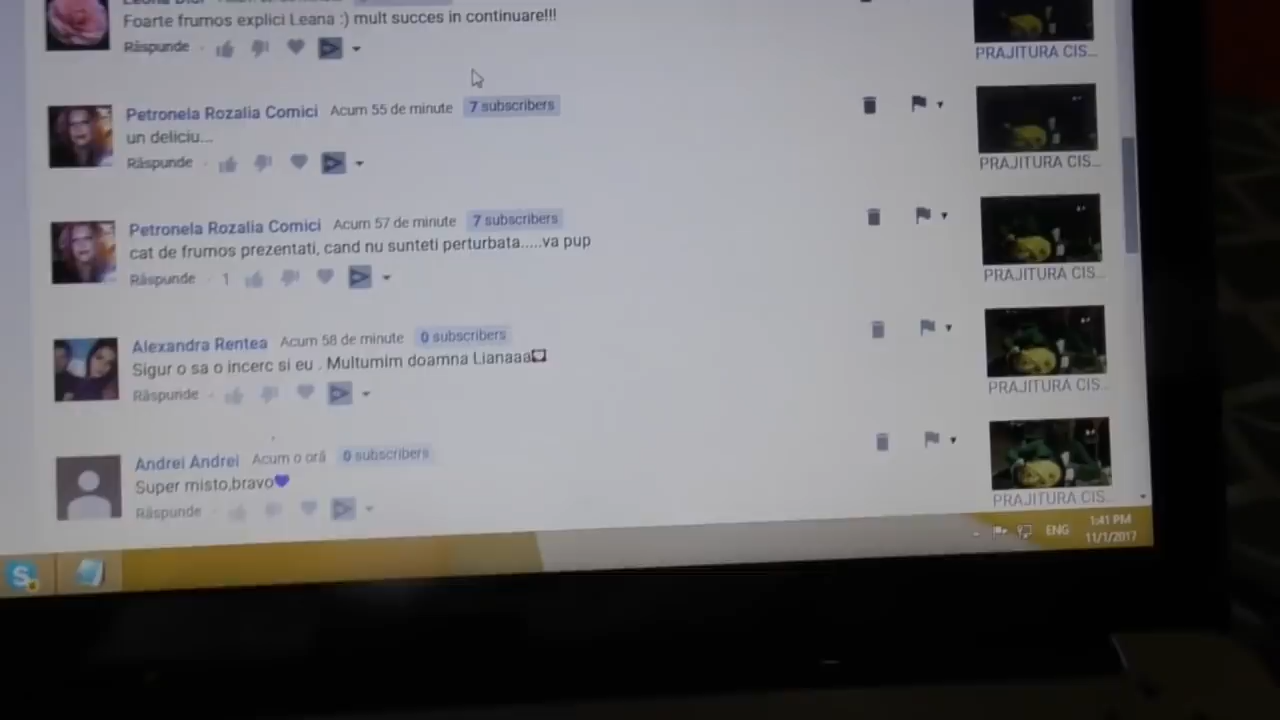 Foarte frumos explici Leana :) mult succes in continuare!!!
Răspunde
PRAJITURA CIS...
Petronela Rozalia Comici Acum 55 de minute 7 subscribers
un deliciu...
Răspunde
PRAJITURA CIS...
Petronela Rozalia Comici Acum 57 de minute 7 subscribers
cat de frumos prezentati, cand nu sunteti perturbata.....va pup
Răspunde 1
PRAJITURA CIS...
Alexandra Rentea Acum 58 de minute 0 subscribers
Sigur o sa o incerc si eu . Multumim doamna Lianaaa
Răspunde
PRAJITURA CIS...
Andrei Andrei Acum o oră 0 subscribers
Super misto,bravo💜
Răspunde
PRAJITURA CIS...
ENG 1:41 PM
11/1/2017